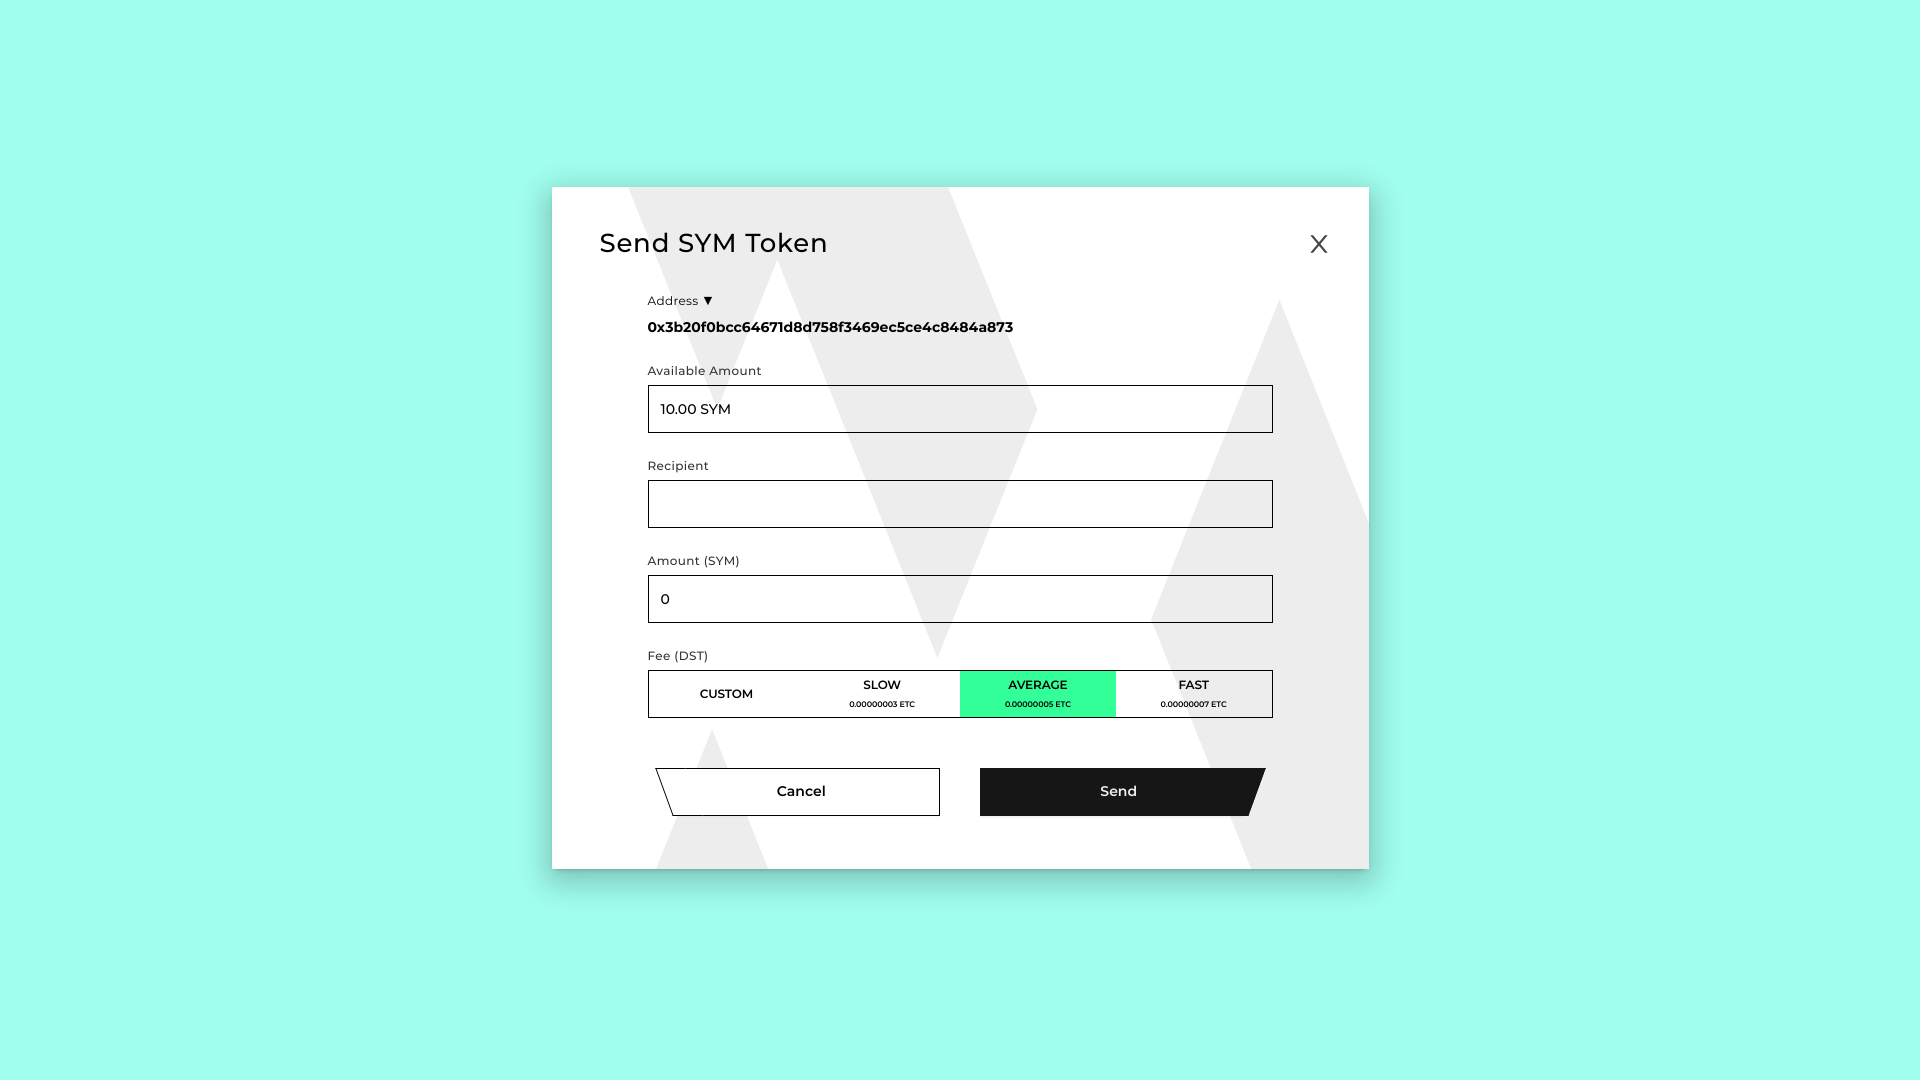 Send SYM Token
X
Address ▼
0x3b20f0bcc64671d8d758f3469ec5ce4c8484a873
Available Amount
10.00 SYM
Recipient
Amount (SYM)
0
Fee (DST)
CUSTOM
SLOW
0.00000003 ETC
AVERAGE
0.00000005 ETC
FAST
0.00000007 ETC
Cancel
Send